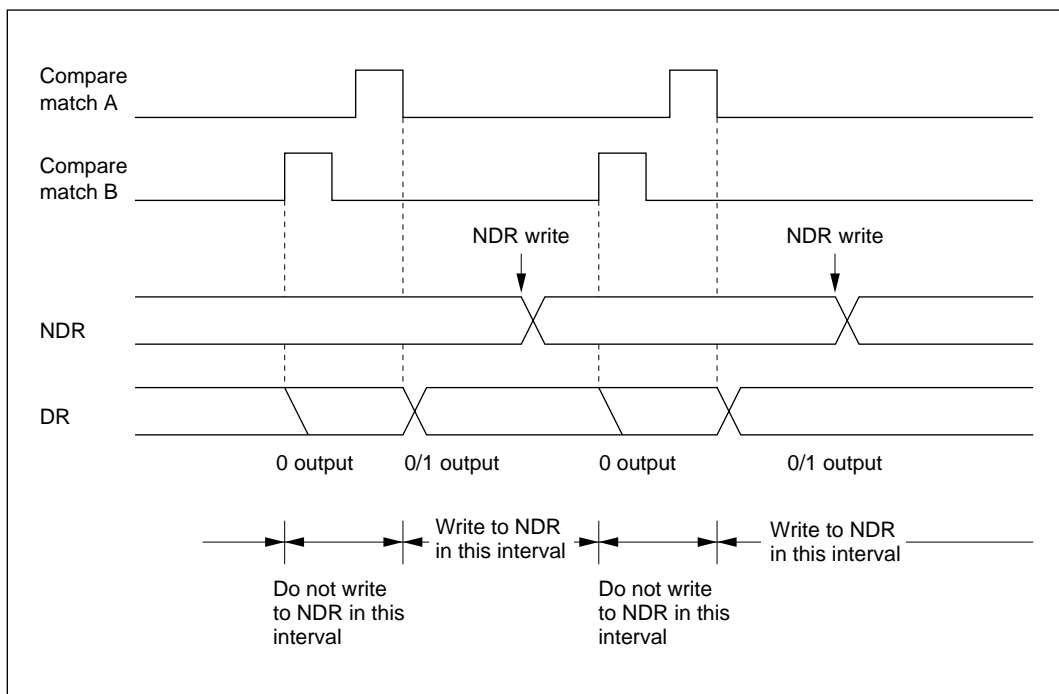 Compare
match A
Compare
match B
NDR write
NDR write
NDR
DR
0 output
0/1 output
0 output
0/1 output
Write to NDR
in this interval
Write to NDR
in this interval
Do not write
to NDR in this
interval
Do not write
to NDR in this
interval